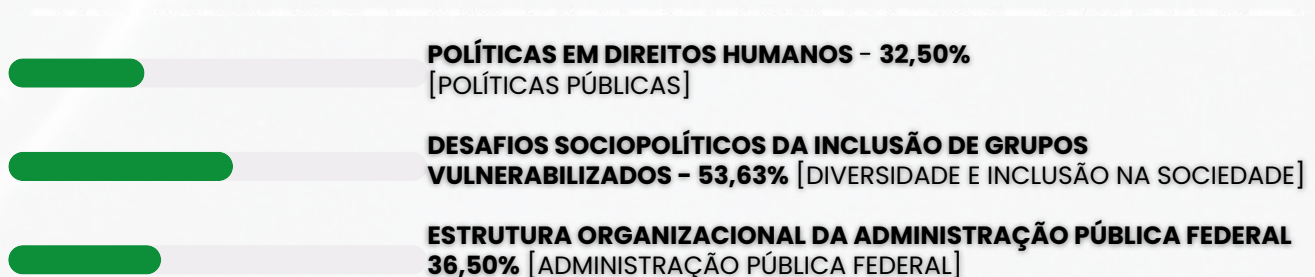 POLÍTICAS EM DIREITOS HUMANOS - 32,50%
[POLÍTICAS PÚBLICAS]
DESAFIOS SOCIOPOLÍTICOS DA INCLUSÃO DE GRUPOS
VULNERABILIZADOS - 53,63% [DIVERSIDADE E INCLUSÃO NA SOCIEDADE]
ESTRUTURA ORGANIZACIONAL DA ADMINISTRAÇÃO PÚBLICA FEDERAL
36,50% [ADMINISTRAÇÃO PÚBLICA FEDERAL]